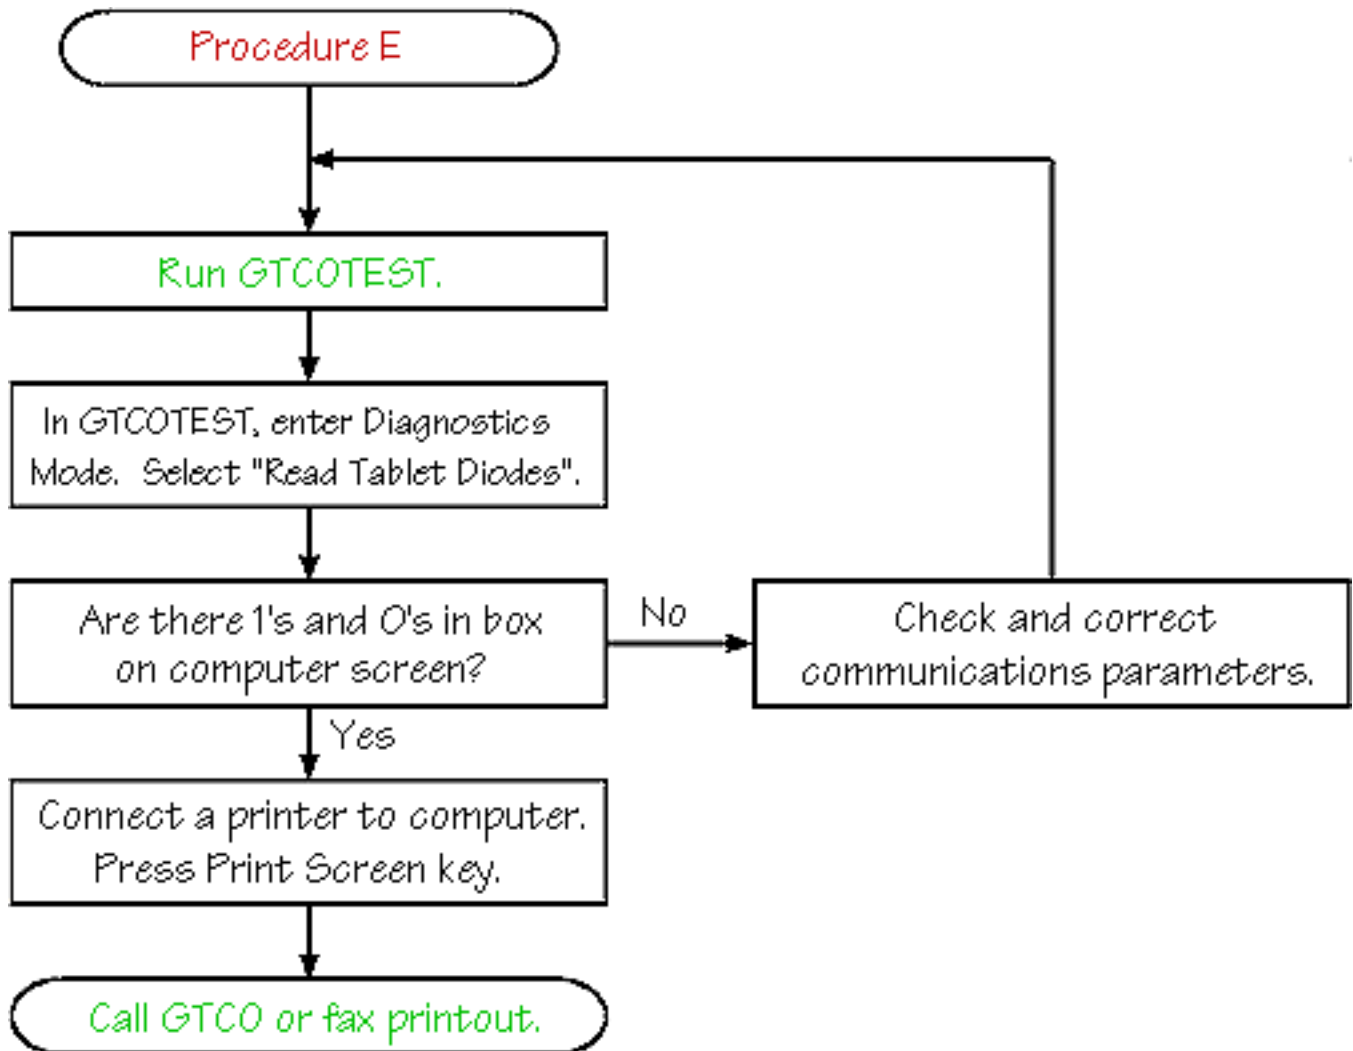 Procedure E
Run GTCOTEST.
In GTCOTEST, enter Diagnostics
Mode. Select "Read Tablet Diodes".
Are there 1's and 0's in box
on computer screen?
No
Check and correct
communications parameters.
Yes
Connect a printer to computer.
Press Print Screen key.
Call GTCO or fax printout.